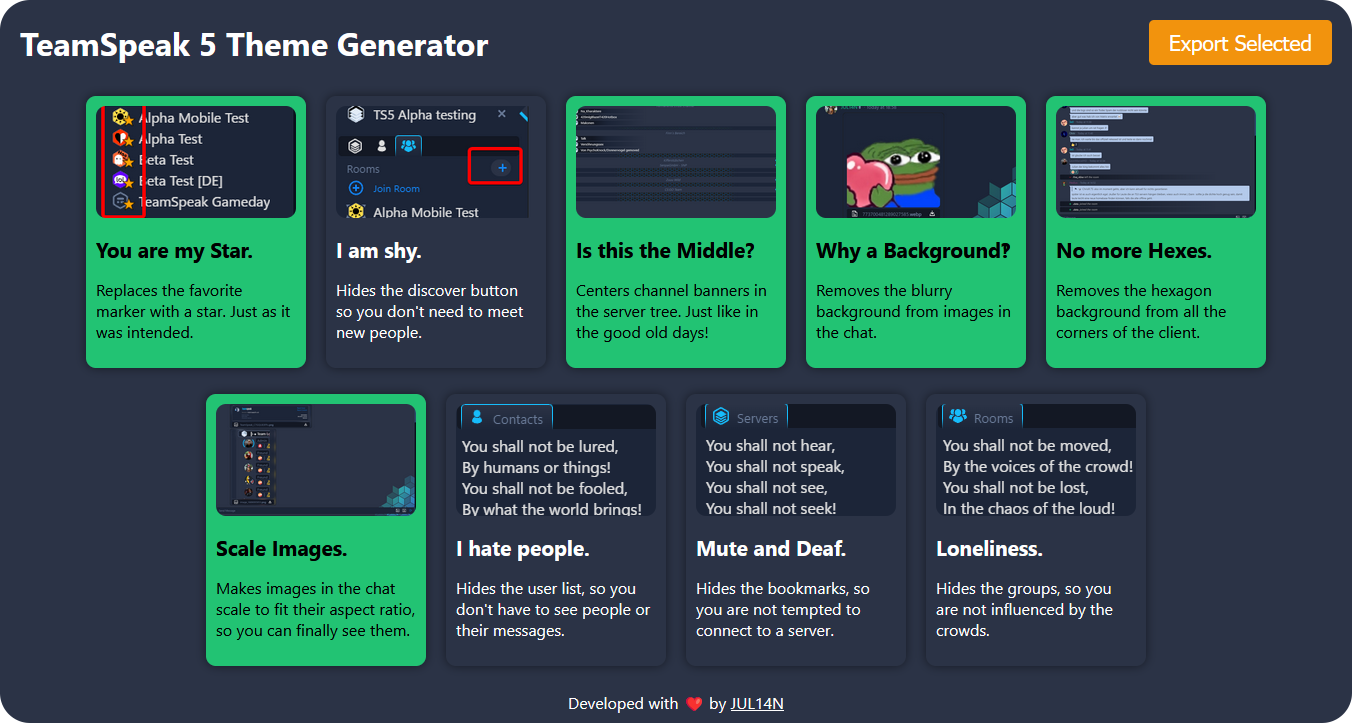 TeamSpeak 5 Theme Generator
Export Selected
Alpha Mobile Test
Alpha Test
Beta Test
Beta Test [DE]
TeamSpeak Gameday
You are my Star.
Replaces the favorite
marker with a star. Just as it
was intended.
TS5 Alpha testing
Rooms
Join Room
Alpha Mobile Test
I am shy.
Hides the discover button
so you don't need to meet
new people.
Is this the Middle?
Centers channel banners in
the server tree. Just like in
the good old days!
Why a Background?
Removes the blurry
background from images in
the chat.
No more Hexes.
Removes the hexagon
background from all the
corners of the client.
Scale Images.
Makes images in the chat
scale to fit their aspect ratio,
so you can finally see them.
Contacts
You shall not be lured,
By humans or things!
You shall not be fooled,
By what the world brings!
I hate people.
Hides the user list, so you
don't have to see people or
their messages.
Servers
You shall not hear,
You shall not speak,
You shall not see,
You shall not seek!
Mute and Deaf.
Hides the bookmarks, so
you are not tempted to
connect to a server.
Rooms
You shall not be moved,
By the voices of the crowd!
You shall not be lost,
In the chaos of the loud!
Loneliness.
Hides the groups, so you
are not influenced by the
crowds.
Developed with ❤️ by JUL14N